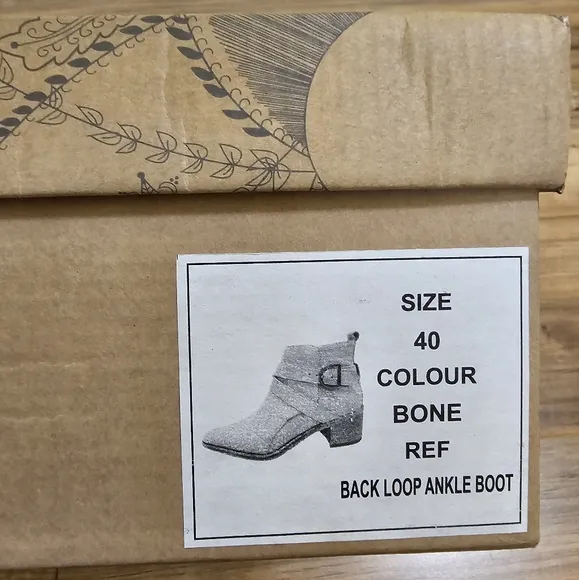 SIZE
40
COLOUR
BONE
REF
BACK LOOP ANKLE BOOT